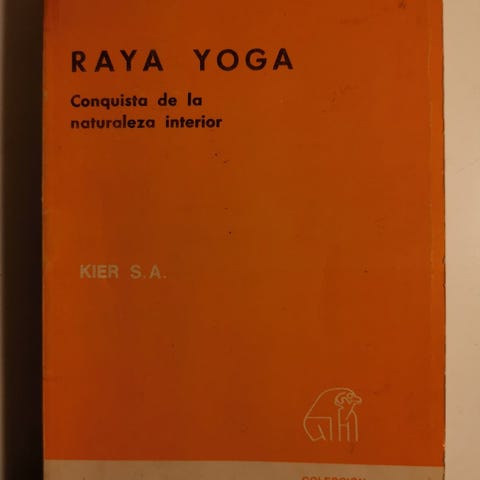 RAYA YOGA
Conquista de la
naturaleza interior
KIER S.A.